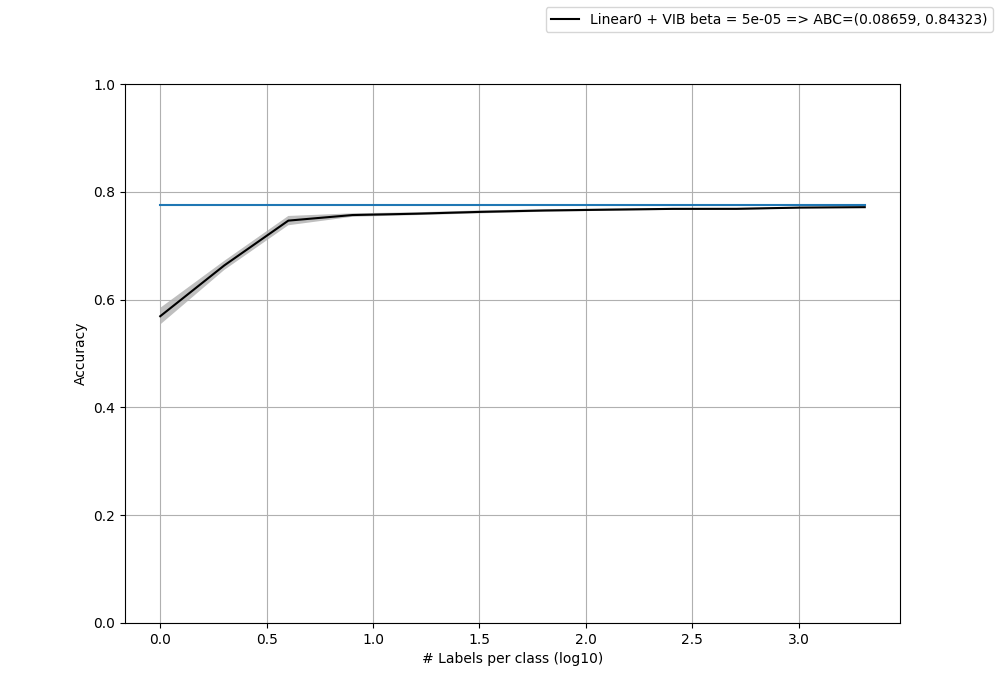 Linear0 + VIB beta = 5e-05 => ABC=(0.08659, 0.84323)
1.0
0.8
0.6
0.4
0.2
0.0
Accuracy
0.0 0.5 1.0 1.5 2.0 2.5 3.0
# Labels per class (log10)